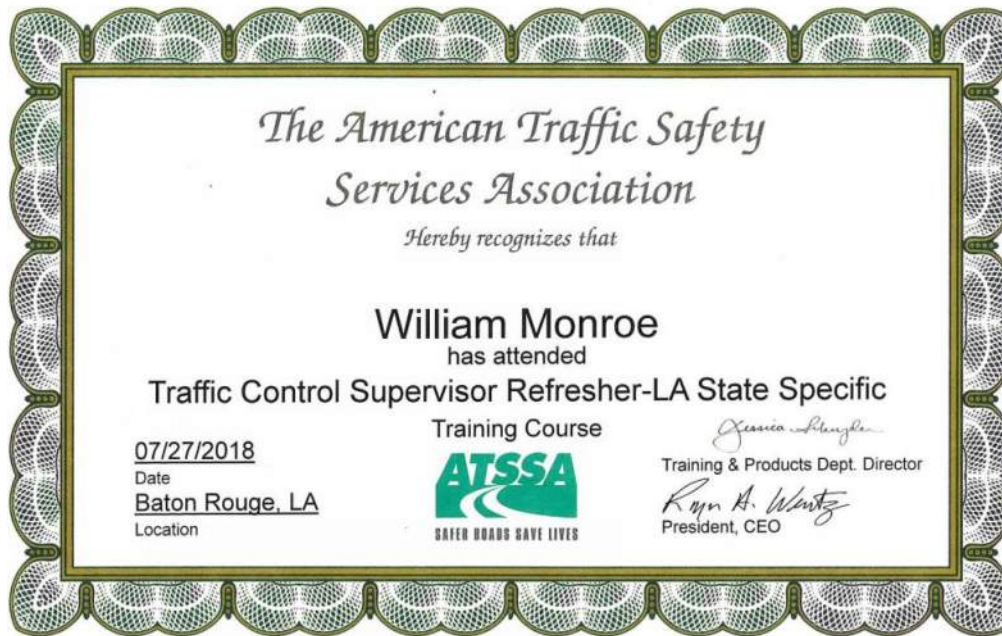 The American Traffic Safety
Services Association
Hereby recognizes that
William Monroe
has attended
Traffic Control Supervisor Refresher-LA State Specific
Training Course
07/27/2018
Date
Baton Rouge, LA
Location
ATSSA
SAFER ROADS SAVE LIVES
Jessica
Training & Products Dept. Director
President, CEO